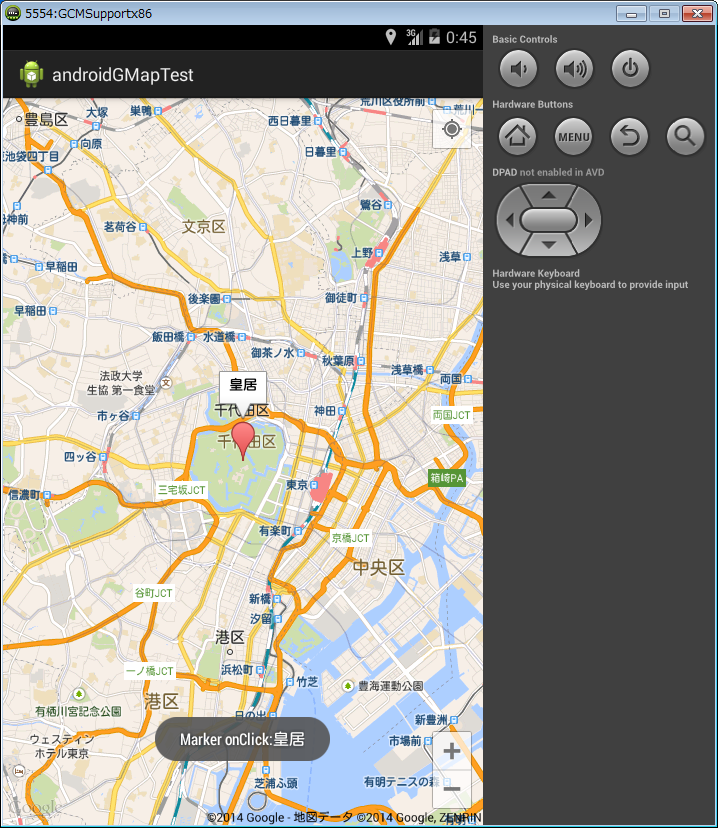 5554:GCMSupportx86
3G 0:45
androidGMapTest
Basic Controls
Hardware Buttons
MENU
DPAD not enabled in AVD
Hardware Keyboard
Use your physical keyboard to provide input
荒川区役所前
大塚
巣鴨
豊島区
西日暮里
向原
日暮里
東池袋四丁目
鶯谷
茗荷谷
文京区
上野
浅草
早稲田
早稲田
後楽園
御徒町
飯田橋
水道橋
御茶ノ水
秋葉原
浅草橋
両国
法政大学
生協 第一食堂
皇居
千代田区
市ヶ谷
神田
両国JCT
千代田区
四ッ谷
箱崎PA
信濃町
三宅坂JCT
東京
有楽町
京橋JCT
中央区
谷町JCT
新橋
汐留
港区
一ノ橋JCT
浜松町
竹芝
豊海運動公園
港区
有栖川宮記念公園
日の出
新豊洲
ウェスティン
ホテル東京
Marker onClick:皇居
市場前
+
芝浦ふ頭
有明テニスの森
−
Google
©2014 Google - 地図データ ©2014 Google, ZENRIN